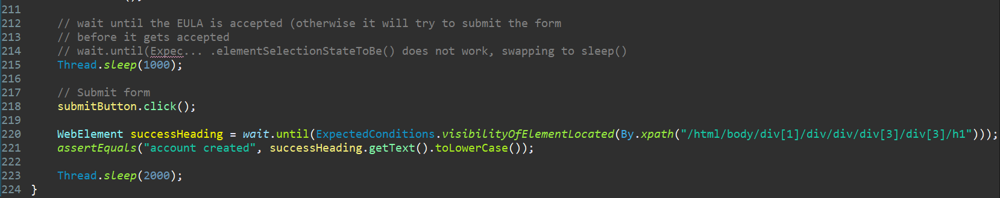 211
212 // wait until the EULA is accepted (otherwise it will try to submit the form
213 // before it gets accepted
214 // wait.until(Expec... .elementSelectionStateToBe() does not work, swapping to sleep()
215 Thread.sleep(1000);
216
217 // Submit form
218 submitButton.click();
219
220 WebElement successHeading = wait.until(ExpectedConditions.visibilityOfElementLocated(By.xpath("/html/body/div[1]/div/div/div[3]/div[3]/h1")));
221 assertEquals("account created", successHeading.getText().toLowerCase());
222
223 Thread.sleep(2000);
224 }